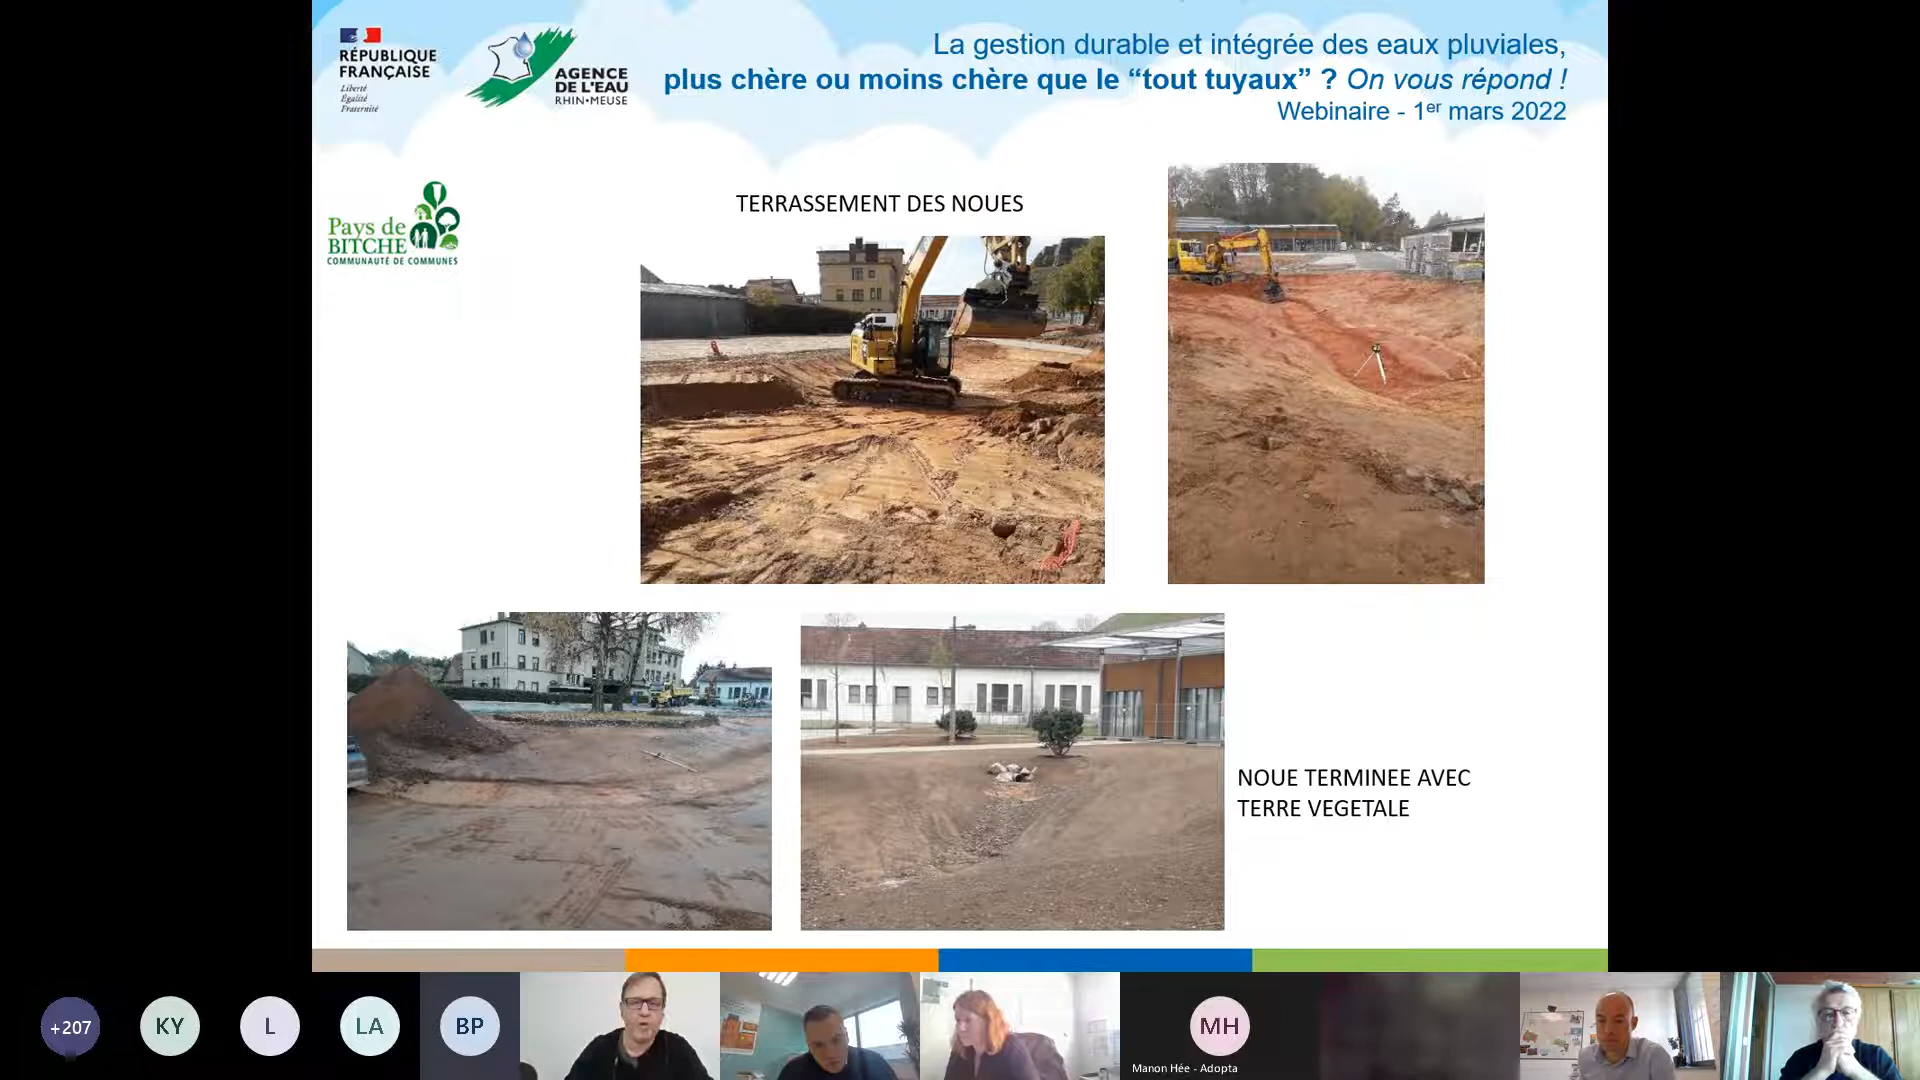 RÉPUBLIQUE
FRANÇAISE
Liberté
Égalité
Fraternité
AGENCE
DE L'EAU
RHIN•MEUSE
La gestion durable et intégrée des eaux pluviales,
plus chère ou moins chère que le “tout tuyaux” ? On vous répond !
Webinaire - 1er mars 2022
Pays de
BITCHE
COMMUNAUTÉ DE COMMUNES
TERRASSEMENT DES NOUES
NOUE TERMINEE AVEC
TERRE VEGETALE
+207
KY
L
LA
BP
MH
Manon Hée - Adopta